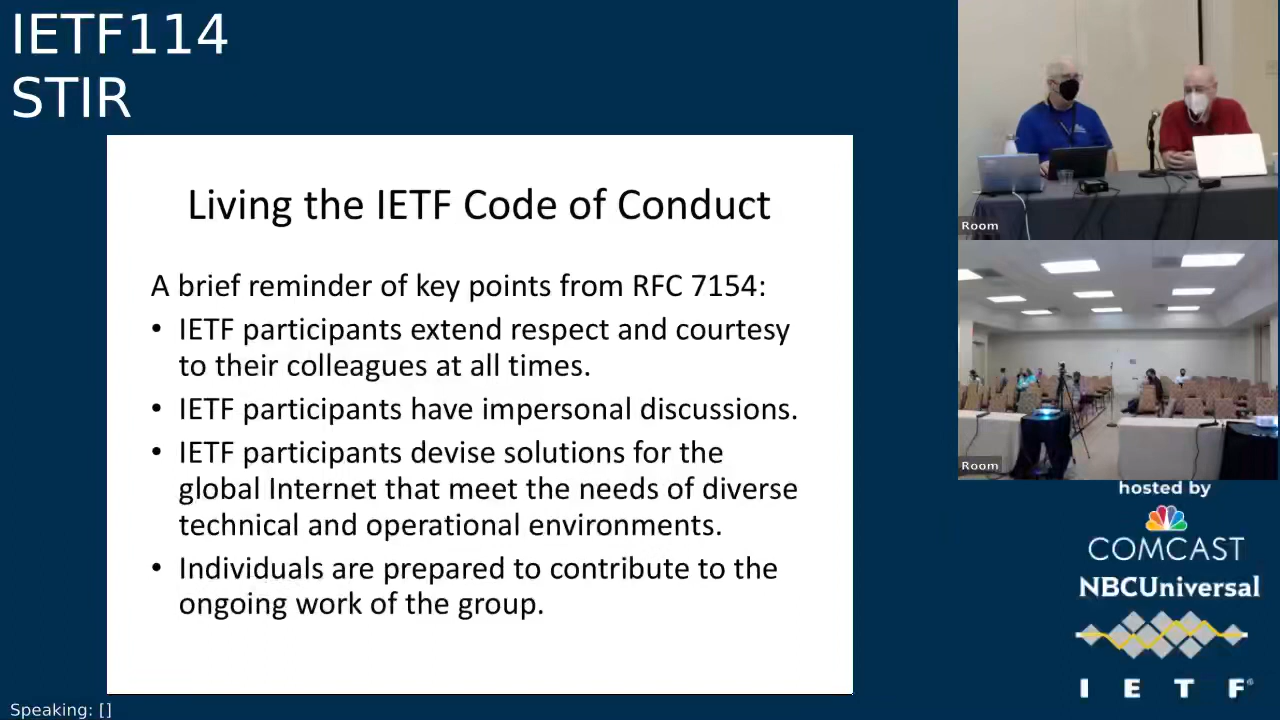 IETF114
STIR
Living the IETF Code of Conduct
A brief reminder of key points from RFC 7154:
• IETF participants extend respect and courtesy
to their colleagues at all times.
• IETF participants have impersonal discussions.
• IETF participants devise solutions for the
global Internet that meet the needs of diverse
technical and operational environments.
• Individuals are prepared to contribute to the
ongoing work of the group.
Speaking: []
Room
Room
hosted by
COMCAST
NBCUniversal
I E T F®